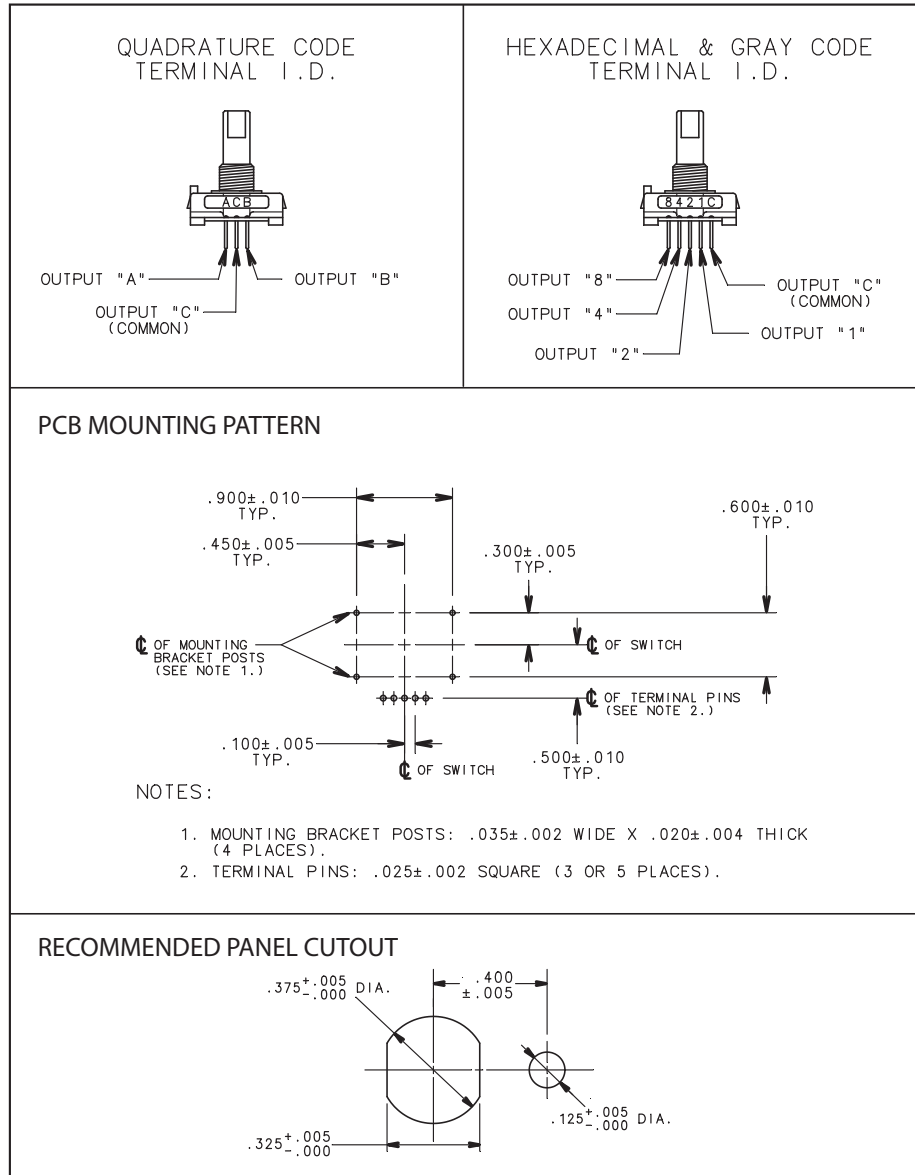 QUADRATURE CODE
TERMINAL I.D.
ACB
OUTPUT "A"
OUTPUT "B"
OUTPUT "C"
(COMMON)
HEXADECIMAL & GRAY CODE
TERMINAL I.D.
8421C
OUTPUT "8"
OUTPUT "C"
(COMMON)
OUTPUT "4"
OUTPUT "1"
OUTPUT "2"
PCB MOUNTING PATTERN
.900±.010
TYP.
.600±.010
TYP.
.450±.005
TYP.
.300±.005
TYP.
℄ OF MOUNTING
BRACKET POSTS
(SEE NOTE 1.)
℄ OF SWITCH
℄ OF TERMINAL PINS
(SEE NOTE 2.)
.100±.005
TYP.
.500±.010
TYP.
℄ OF SWITCH
NOTES:
1. MOUNTING BRACKET POSTS: .035±.002 WIDE X .020±.004 THICK
(4 PLACES).
2. TERMINAL PINS: .025±.002 SQUARE (3 OR 5 PLACES).
RECOMMENDED PANEL CUTOUT
.375+.005 -.000 DIA.
.400
±.005
.125+.005 -.000 DIA.
.325+.005 -.000